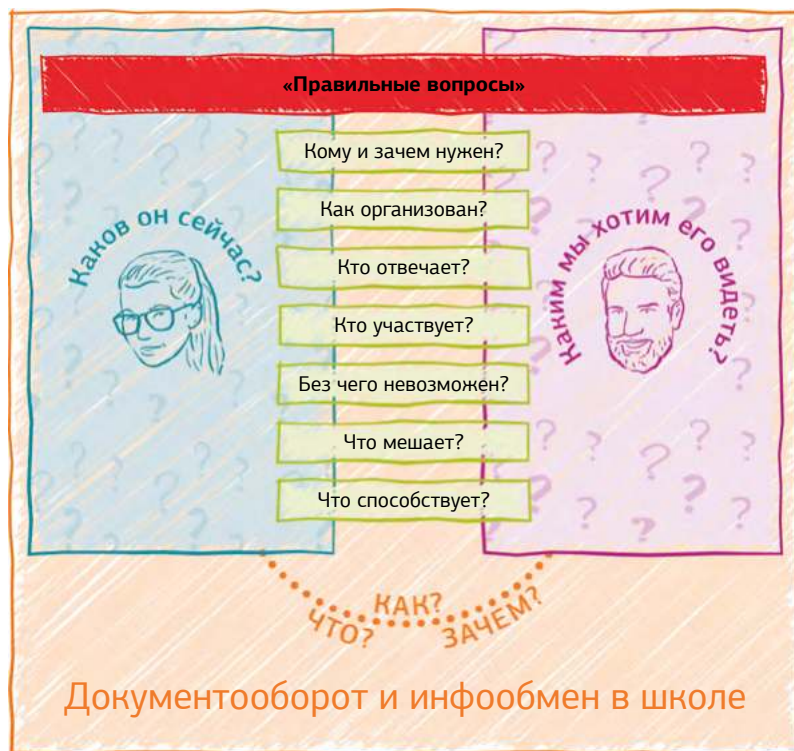 «Правильные вопросы»
Каков он сейчас?
Кому и зачем нужен?
Как организован?
Кто отвечает?
Кто участвует?
Без чего невозможен?
Что мешает?
Что способствует?
Каким мы хотим его видеть?
ЧТО?
КАК?
ЗАЧЕМ?
Документооборот и инфообмен в школе